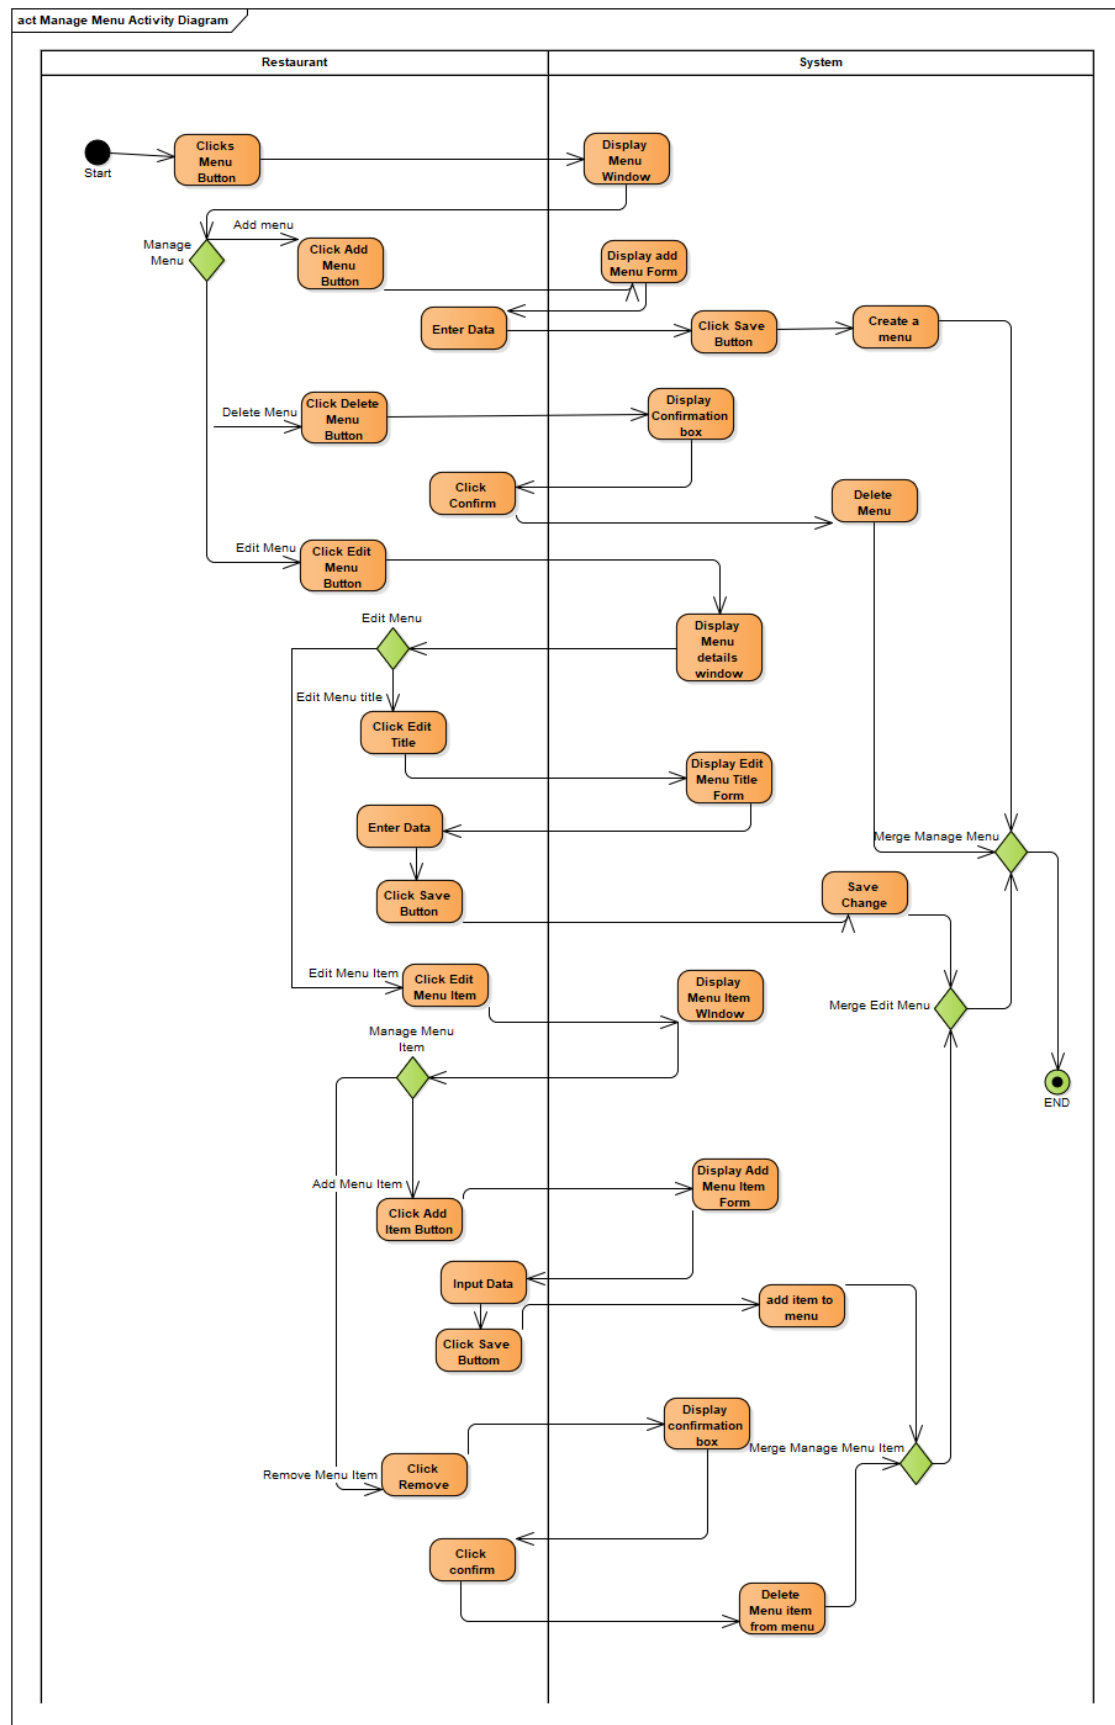 act Manage Menu Activity Diagram
Restaurant
System
Start
Clicks
Menu
Button
Display
Menu
Window
Manage
Menu
Add menu
Click Add
Menu
Button
Display add
Menu Form
Enter Data
Click Save
Button
Create a
menu
Delete Menu
Click Delete
Menu
Button
Display
Confirmation
box
Click
Confirm
Delete
Menu
Edit Menu
Click Edit
Menu
Button
Edit Menu
Display
Menu
details
window
Edit Menu title
Click Edit
Title
Display Edit
Menu Title
Form
Enter Data
Merge Manage Menu
Click Save
Button
Save
Change
Edit Menu Item
Click Edit
Menu Item
Display
Menu Item
WIndow
Merge Edit Menu
Manage Menu
Item
END
Add Menu Item
Click Add
Item Button
Display Add
Menu Item
Form
Input Data
add item to
menu
Click Save
Buttom
Display
confirmation
box
Merge Manage Menu Item
Remove Menu Item
Click
Remove
Click
confirm
Delete
Menu item
from menu